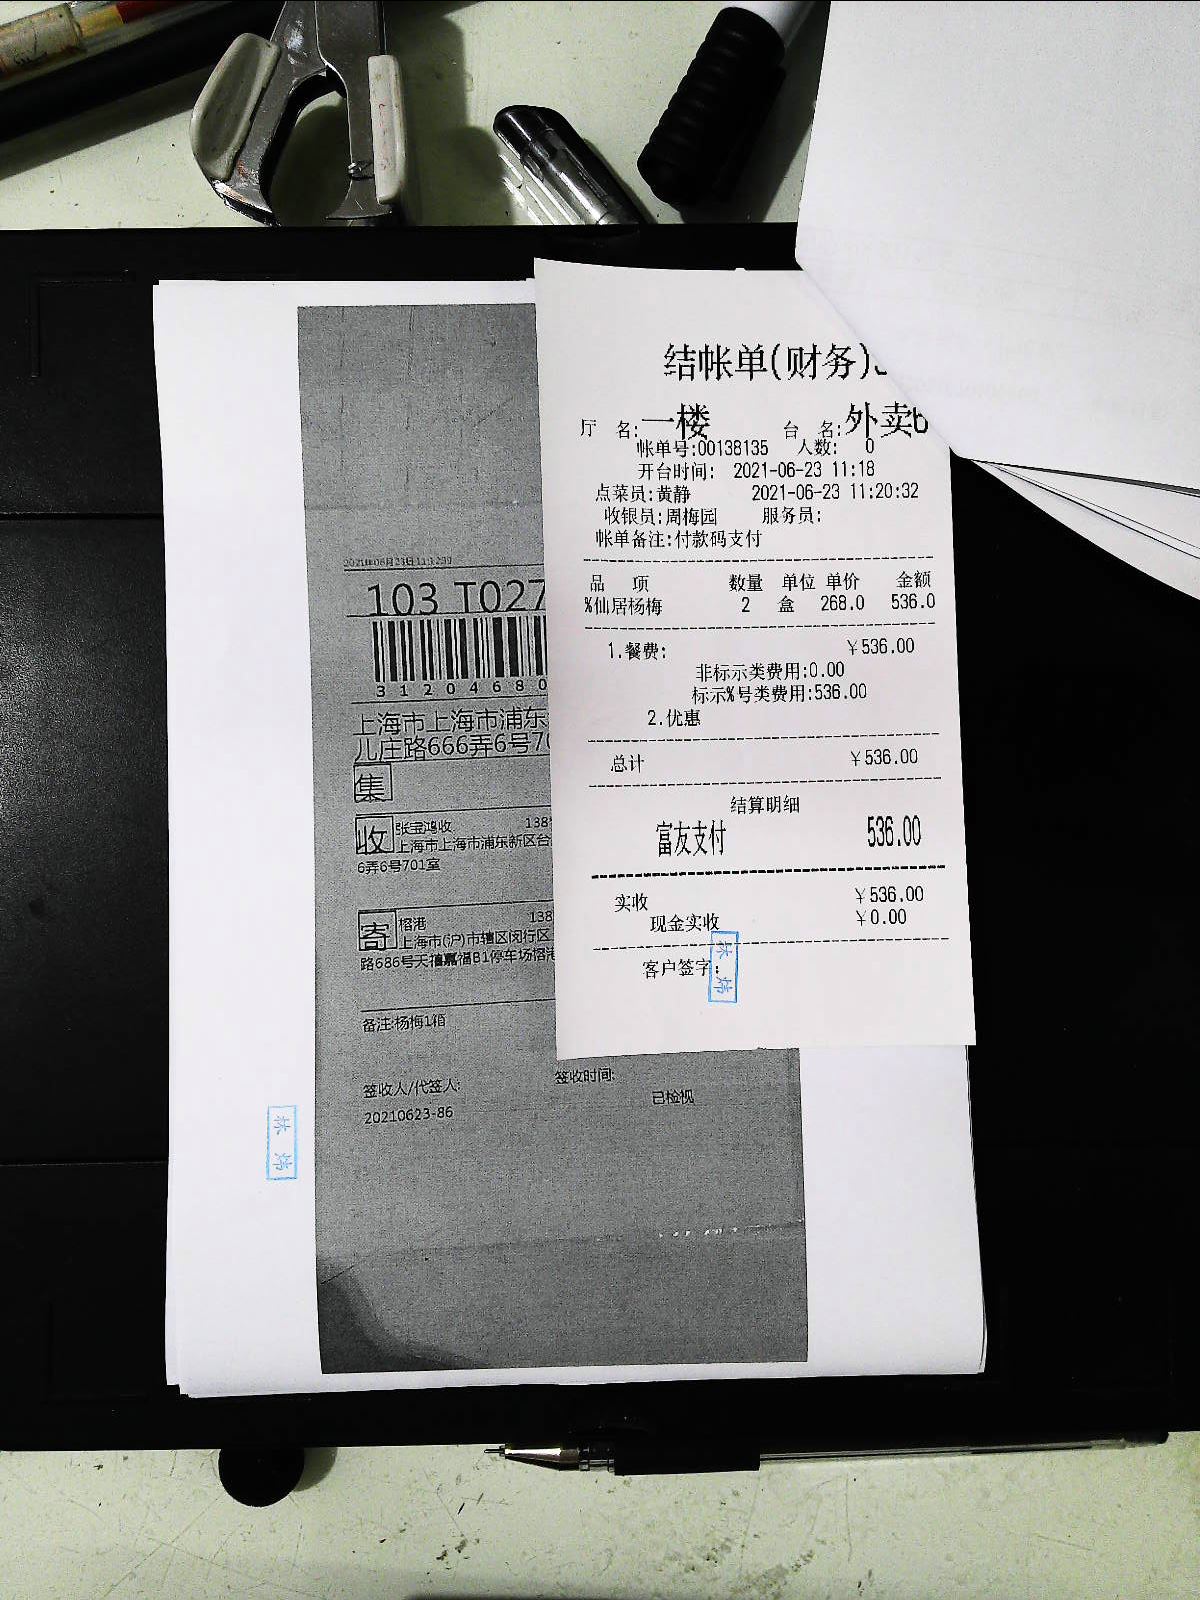 结帐单(财务)
厅 名:一楼 台 名:外卖6
帐单号:00138135 人数: 0
开台时间: 2021-06-23 11:18
点菜员:黄静 2021-06-23 11:20:32
收银员:周梅园 服务员:
帐单备注:付款码支付
品 项 数量 单位 单价 金额
%仙居杨梅 2 盒 268.0 536.0
1.餐费: ￥536.00
非标示类费用:0.00
标示%号类费用:536.00
2.优惠
总计 ￥536.00
结算明细
富友支付 536.00
实收 ￥536.00
现金实收 ￥0.00
客户签字:
林炜
103 T027
31204680
上海市上海市浦东
儿庄路666弄6号70
集
收 张宝鸿收 138
上海市上海市浦东新区台
6弄6号701室
寄 榕港 138
上海市(沪)市辖区闵行区
路686号天禧嘉福B1停车场榕港
备注:杨梅1箱
签收人/代签人: 签收时间:
20210623-86 已检视
林炜